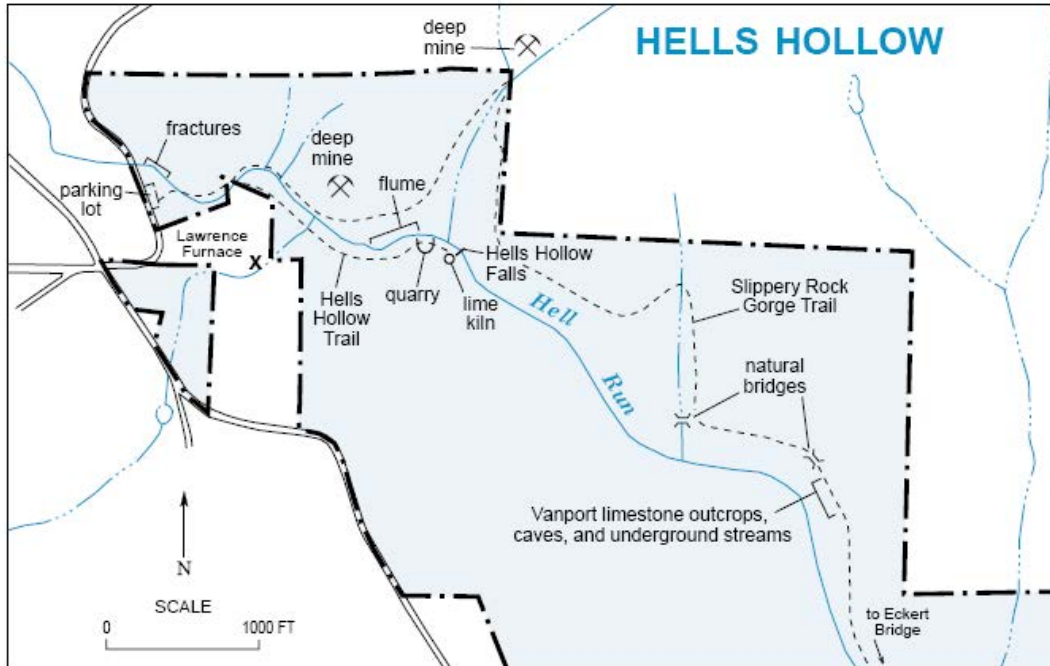 HELLS HOLLOW
deep
mine
fractures
deep
mine
parking
lot
flume
Lawrence
Furnace
X
Hells Hollow
Falls
quarry
lime
kiln
Hells
Hollow
Trail
Slippery Rock
Gorge Trail
Hell
Run
natural
bridges
Vanport limestone outcrops,
caves, and underground streams
N
SCALE
0 1000 FT
to Eckert
Bridge